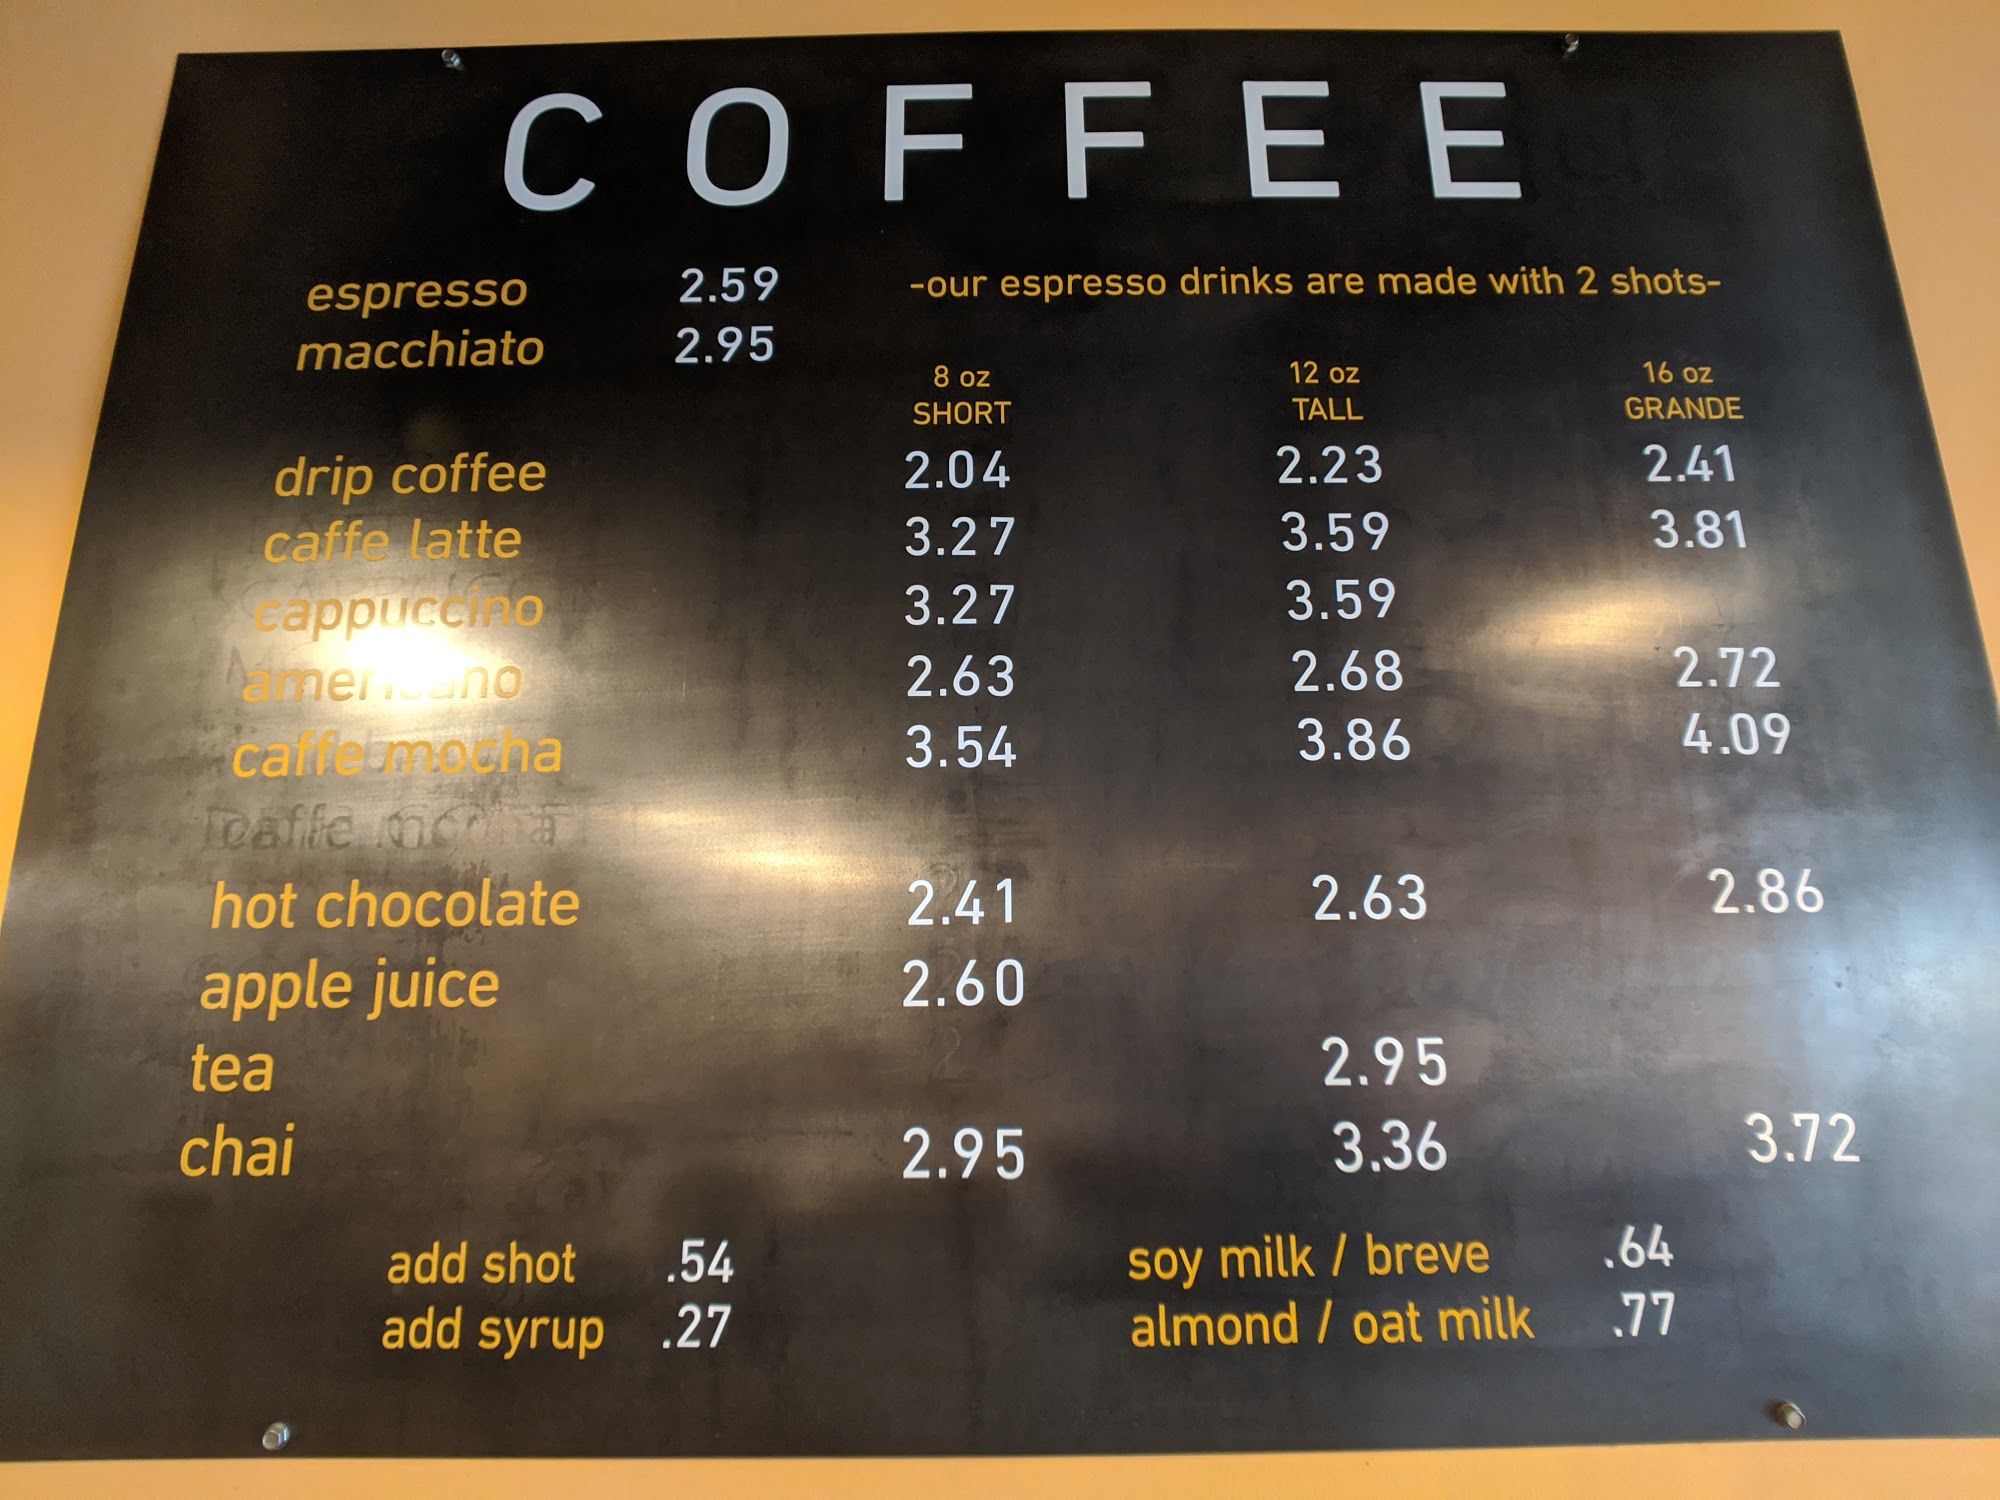 COFFEE
espresso 2.59 -our espresso drinks are made with 2 shots-
macchiato 2.95
8 oz 12 oz 16 oz
SHORT TALL GRANDE
drip coffee 2.04 2.23 2.41
caffe latte 3.27 3.59 3.81
cappuccino 3.27 3.59
americano 2.63 2.68 2.72
caffe mocha 3.54 3.86 4.09
caffe mocha
hot chocolate 2.41 2.63 2.86
apple juice 2.60
tea 2.95
chai 2.95 3.36 3.72
add shot .54 soy milk / breve .64
add syrup .27 almond / oat milk .77